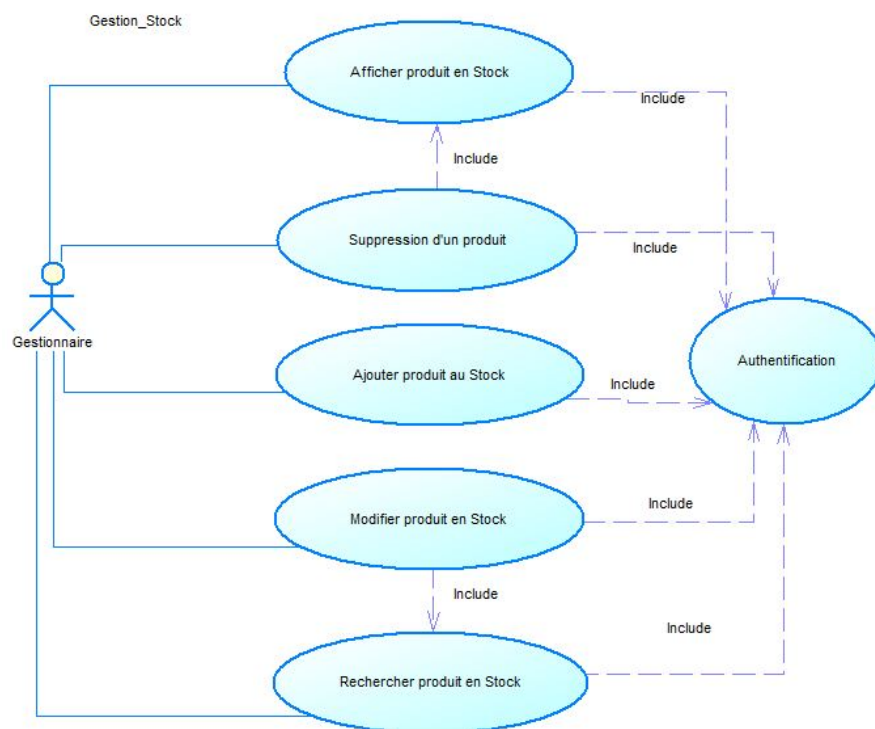 Gestion_Stock
Afficher produit en Stock
Include
Include
Suppression d'un produit
Include
Gestionnaire
Authentification
Ajouter produit au Stock
Include
Modifier produit en Stock
Include
Include
Include
Rechercher produit en Stock